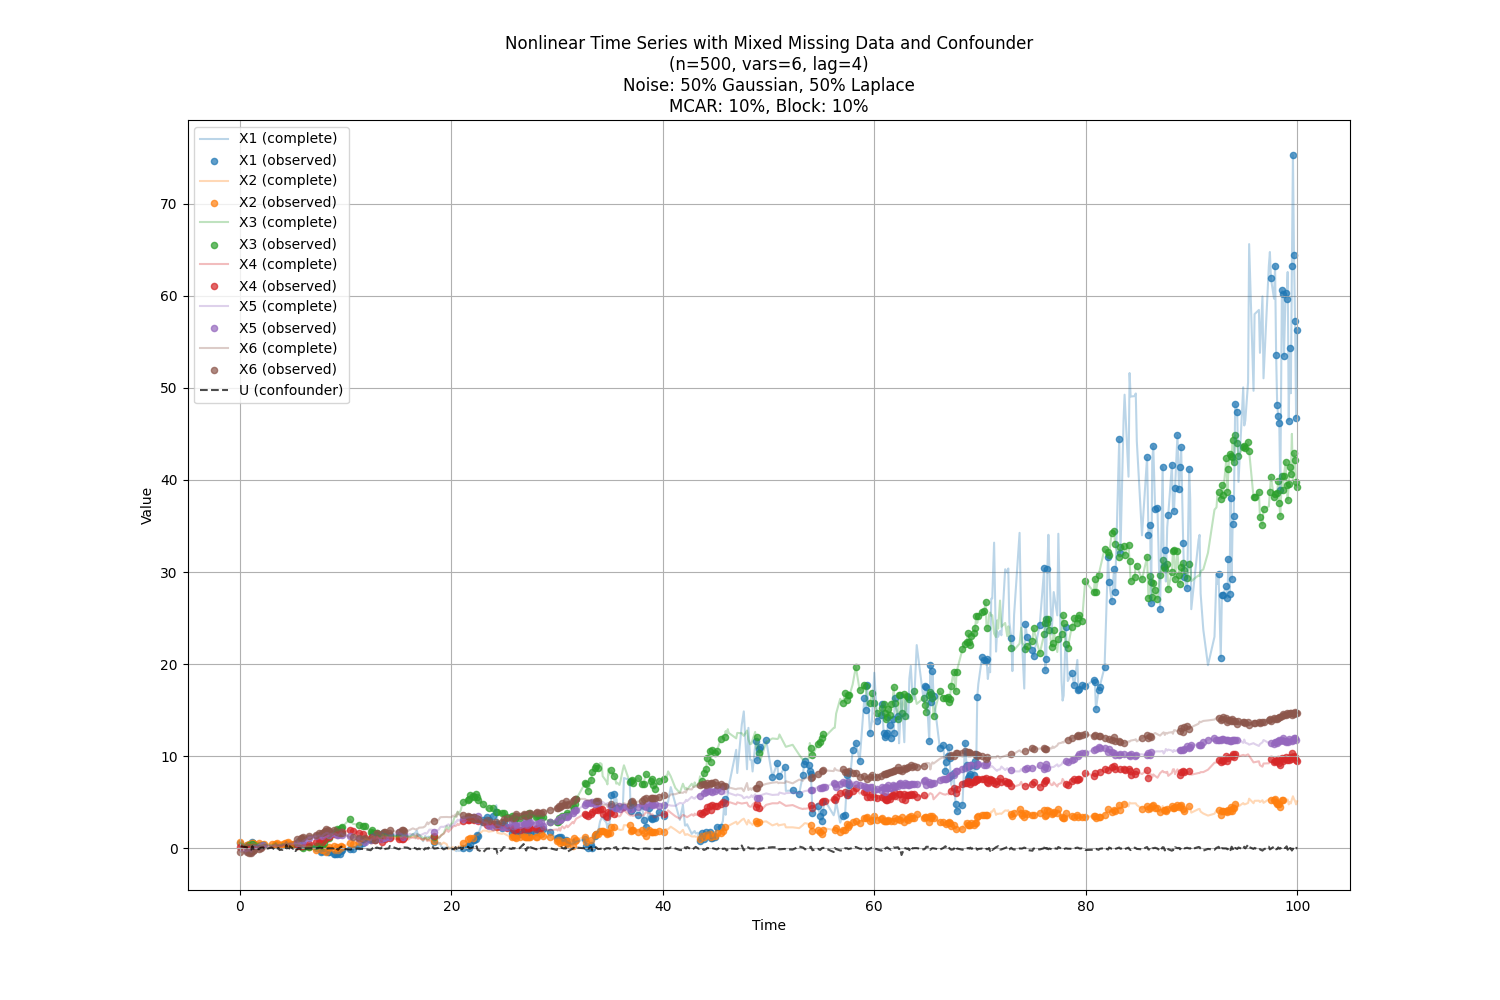 Nonlinear Time Series with Mixed Missing Data and Confounder
(n=500, vars=6, lag=4)
Noise: 50% Gaussian, 50% Laplace
MCAR: 10%, Block: 10%
X1 (complete)
X1 (observed)
X2 (complete)
X2 (observed)
X3 (complete)
X3 (observed)
X4 (complete)
X4 (observed)
X5 (complete)
X5 (observed)
X6 (complete)
X6 (observed)
U (confounder)
Value
70
60
50
40
30
20
10
0
0 20 40 60 80 100
Time